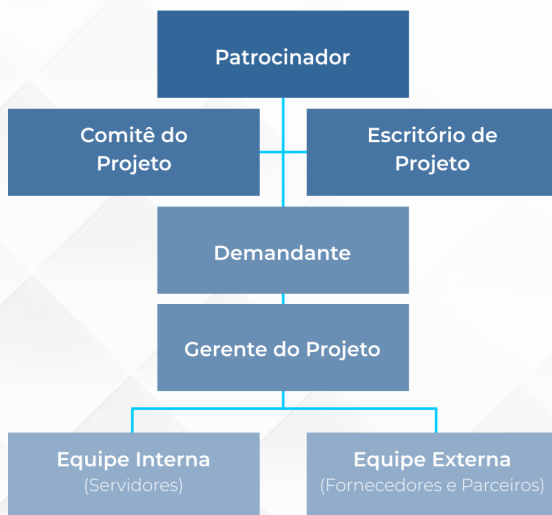 Patrocinador
Comitê do
Projeto
Escritório de
Projeto
Demandante
Gerente do Projeto
Equipe Interna
(Servidores)
Equipe Externa
(Fornecedores e Parceiros)